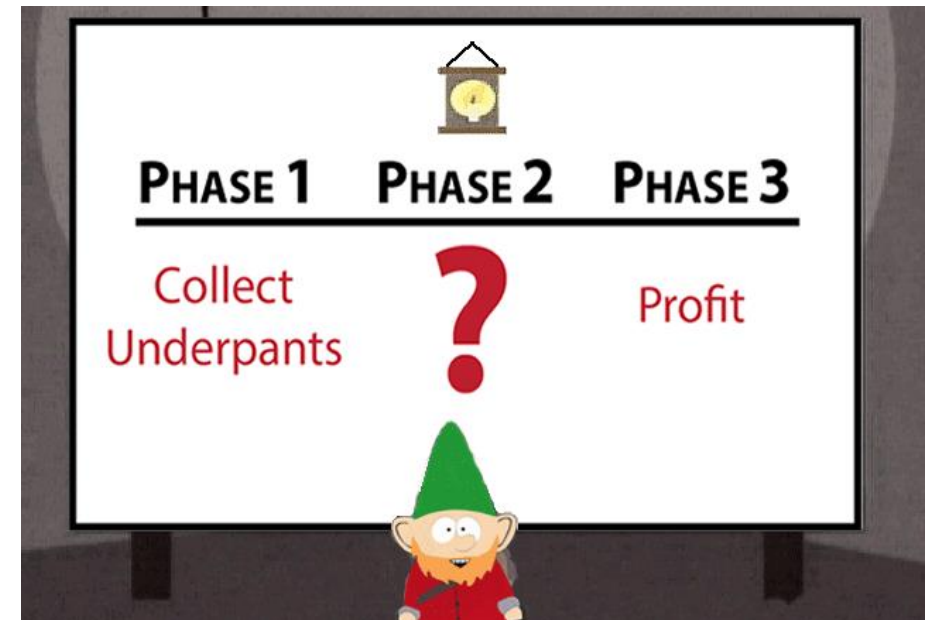 PHASE 1 PHASE 2 PHASE 3
Collect
Underpants
?
Profit